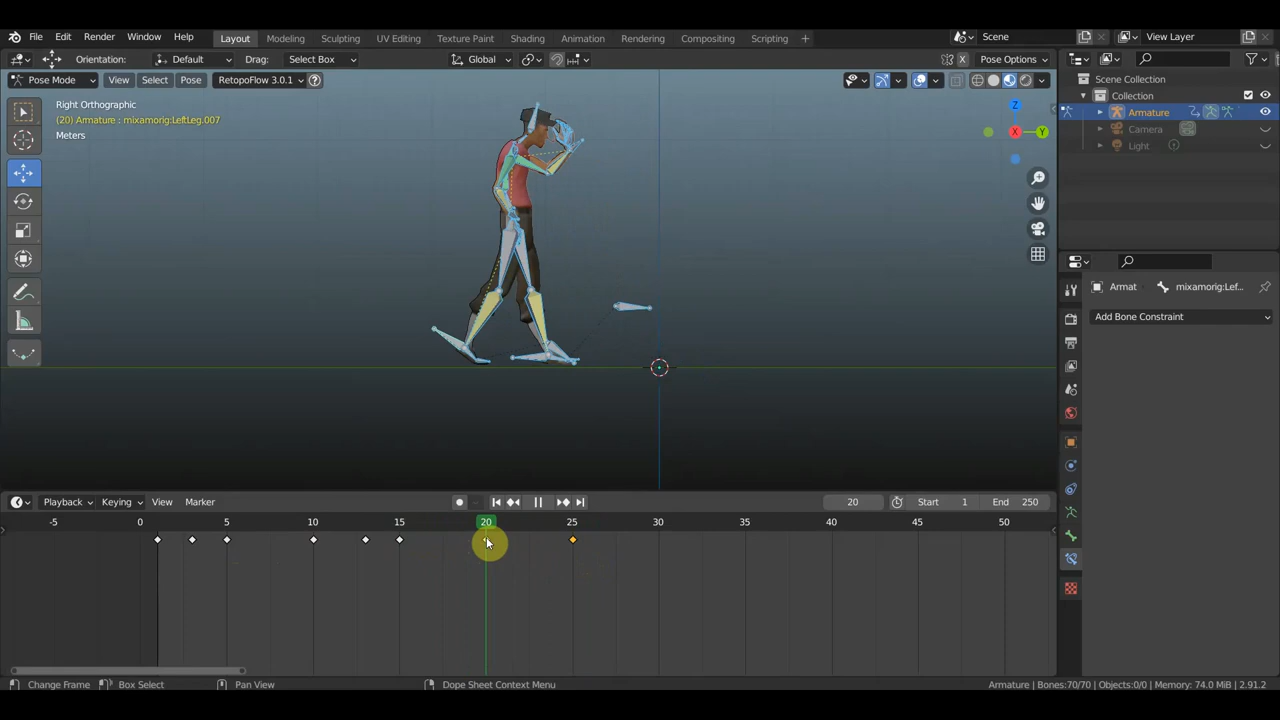 File Edit Render Window Help Layout Modeling Sculpting UV Editing Texture Paint Shading Animation Rendering Compositing Scripting + Scene View Layer
Orientation: Default Drag: Select Box Global Pose Options
Pose Mode View Select Pose RetopoFlow 3.0.1
Scene Collection
Collection
Armature
Camera
Light
Right Orthographic
(20) Armature : mixamorig:LeftLeg.007
Meters
Z
X
Y
Armat mixamorig:Lef...
Add Bone Constraint
Playback Keying View Marker 20 Start 1 End 250
-5 0 5 10 15 20 25 30 35 40 45 50
Change Frame Box Select Pan View Dope Sheet Context Menu Armature | Bones:70/70 | Objects:0/0 | Memory: 74.0 MiB | 2.91.2